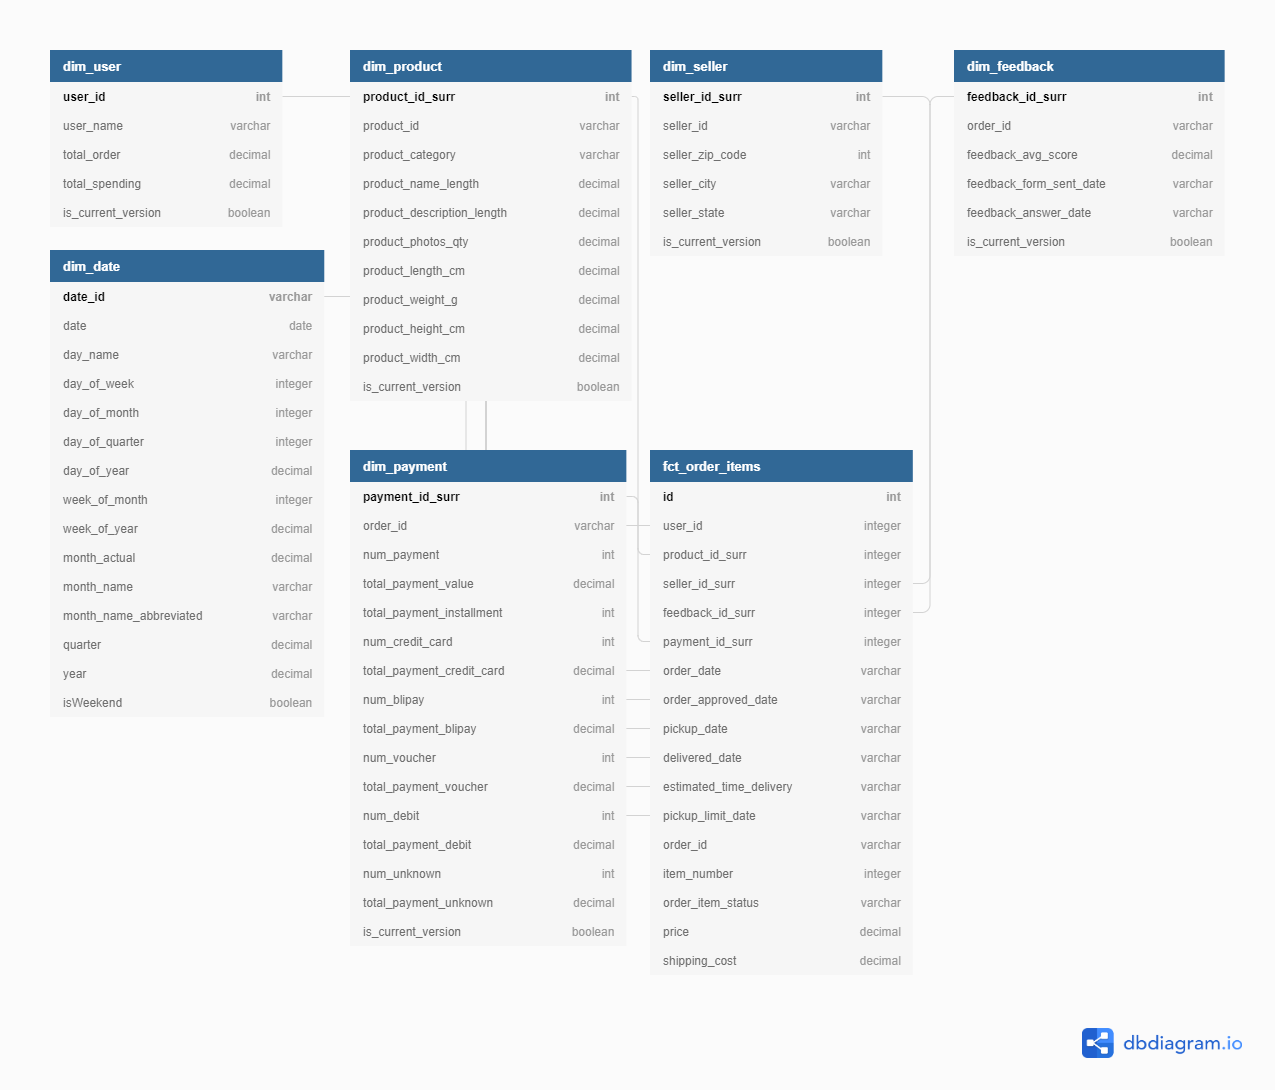 dim_user
user_id int
user_name varchar
total_order decimal
total_spending decimal
is_current_version boolean
dim_product
product_id_surr int
product_id varchar
product_category varchar
product_name_length decimal
product_description_length decimal
product_photos_qty decimal
product_length_cm decimal
product_weight_g decimal
product_height_cm decimal
product_width_cm decimal
is_current_version boolean
dim_seller
seller_id_surr int
seller_id varchar
seller_zip_code int
seller_city varchar
seller_state varchar
is_current_version boolean
dim_feedback
feedback_id_surr int
order_id varchar
feedback_avg_score decimal
feedback_form_sent_date varchar
feedback_answer_date varchar
is_current_version boolean
dim_date
date_id varchar
date date
day_name varchar
day_of_week integer
day_of_month integer
day_of_quarter integer
day_of_year decimal
week_of_month integer
week_of_year decimal
month_actual decimal
month_name varchar
month_name_abbreviated varchar
quarter decimal
year decimal
isWeekend boolean
dim_payment
payment_id_surr int
order_id varchar
num_payment int
total_payment_value decimal
total_payment_installment int
num_credit_card int
total_payment_credit_card decimal
num_blipay int
total_payment_blipay decimal
num_voucher int
total_payment_voucher decimal
num_debit int
total_payment_debit decimal
num_unknown int
total_payment_unknown decimal
is_current_version boolean
fct_order_items
id int
user_id integer
product_id_surr integer
seller_id_surr integer
feedback_id_surr integer
payment_id_surr integer
order_date varchar
order_approved_date varchar
pickup_date varchar
delivered_date varchar
estimated_time_delivery varchar
pickup_limit_date varchar
order_id varchar
item_number integer
order_item_status varchar
price decimal
shipping_cost decimal
dbdiagram.io